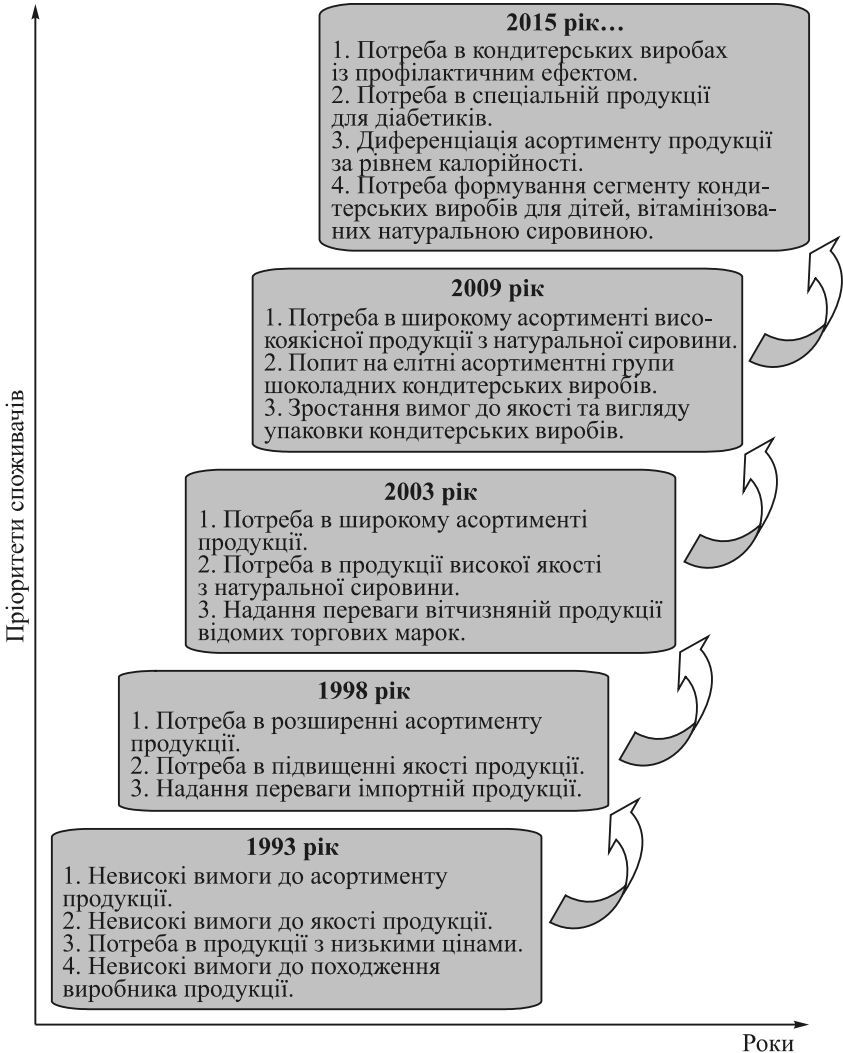 2015 рік…
1. Потреба в кондитерських виробах
із профілактичним ефектом.
2. Потреба в спеціальній продукції
для діабетиків.
3. Диференціація асортименту продукції
за рівнем калорійності.
4. Потреба формування сегменту конди-
терських виробів для дітей, вітамінізова-
них натуральною сировиною.
2009 рік
1. Потреба в широкому асортименті висо-
коякісної продукції з натуральної сировини.
2. Попит на елітні асортиментні групи
шоколадних кондитерських виробів.
3. Зростання вимог до якості та вигляду
упаковки кондитерських виробів.
2003 рік
1. Потреба в широкому асортименті
продукції.
2. Потреба в продукції високої якості
з натуральної сировини.
3. Надання переваги вітчизняній продукції
відомих торгових марок.
1998 рік
1. Потреба в розширенні асортименту
продукції.
2. Потреба в підвищенні якості продукції.
3. Надання переваги імпортній продукції.
1993 рік
1. Невисокі вимоги до асортименту
продукції.
2. Невисокі вимоги до якості продукції.
3. Потреба в продукції з низькими цінами.
4. Невисокі вимоги до походження
виробника продукції.
Пріоритети споживачів
Роки